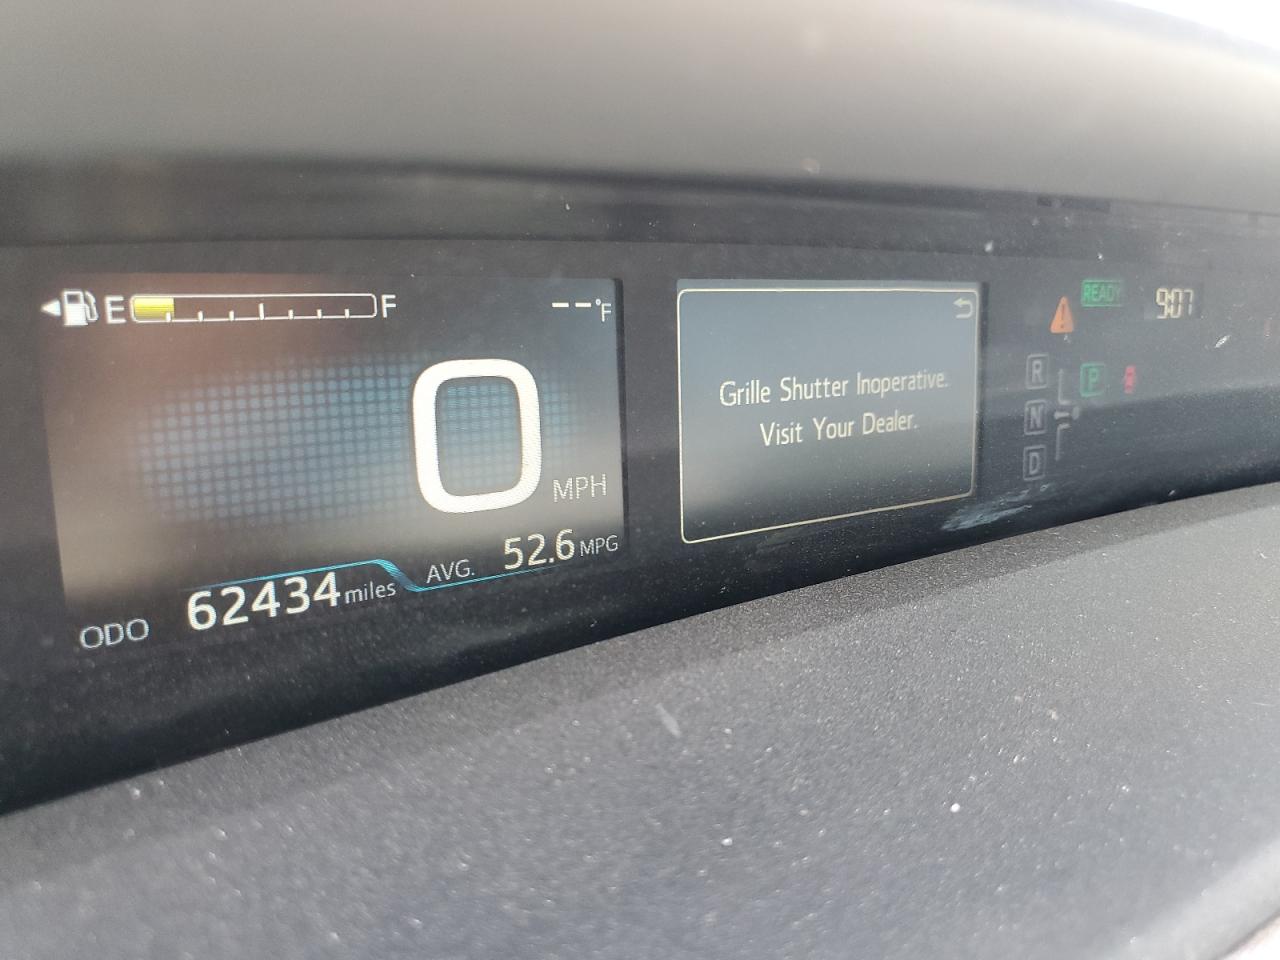 E F --°F
0 MPH
AVG. 52.6 MPG
ODO 62434 miles
Grille Shutter Inoperative.
Visit Your Dealer.
READY 9:07
R P
N
D